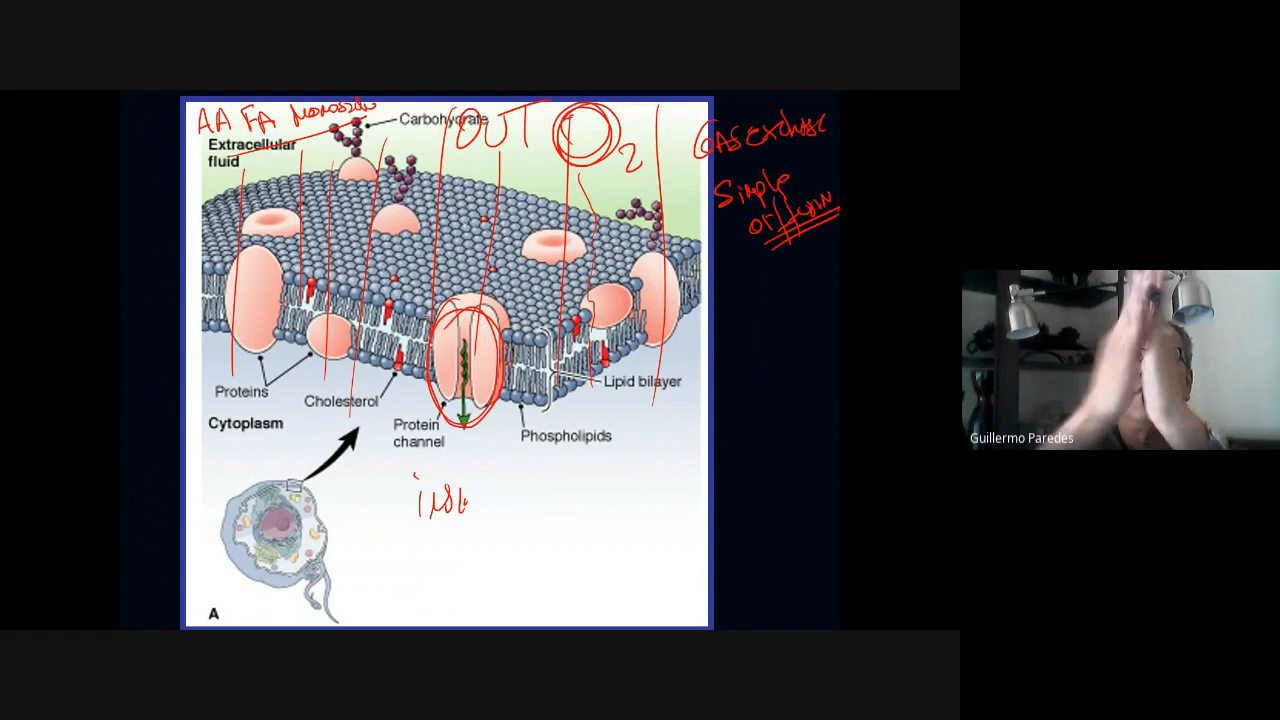 AA FA
Carbohydrate
OUT O2
Gas exchase
Extracellular
fluid
Simple
Proteins
Cholesterol
Lipid bilayer
Cytoplasm
Protein
channel
Phospholipids
Guillermo Paredes
A